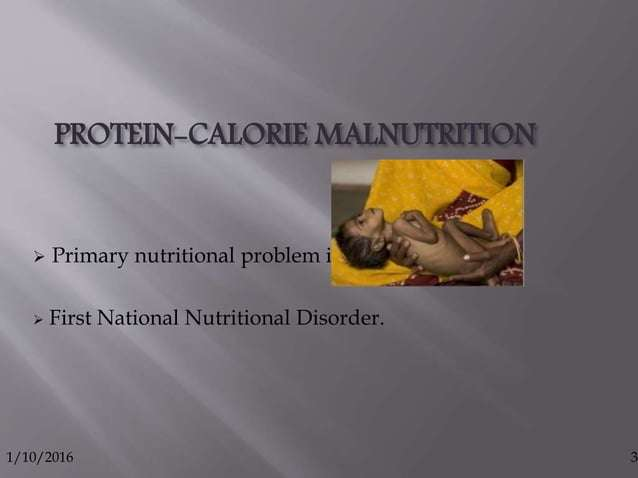 PROTEIN-CALORIE MALNUTRITION
➢ Primary nutritional problem
➢ First National Nutritional Disorder.
1/10/2016
3